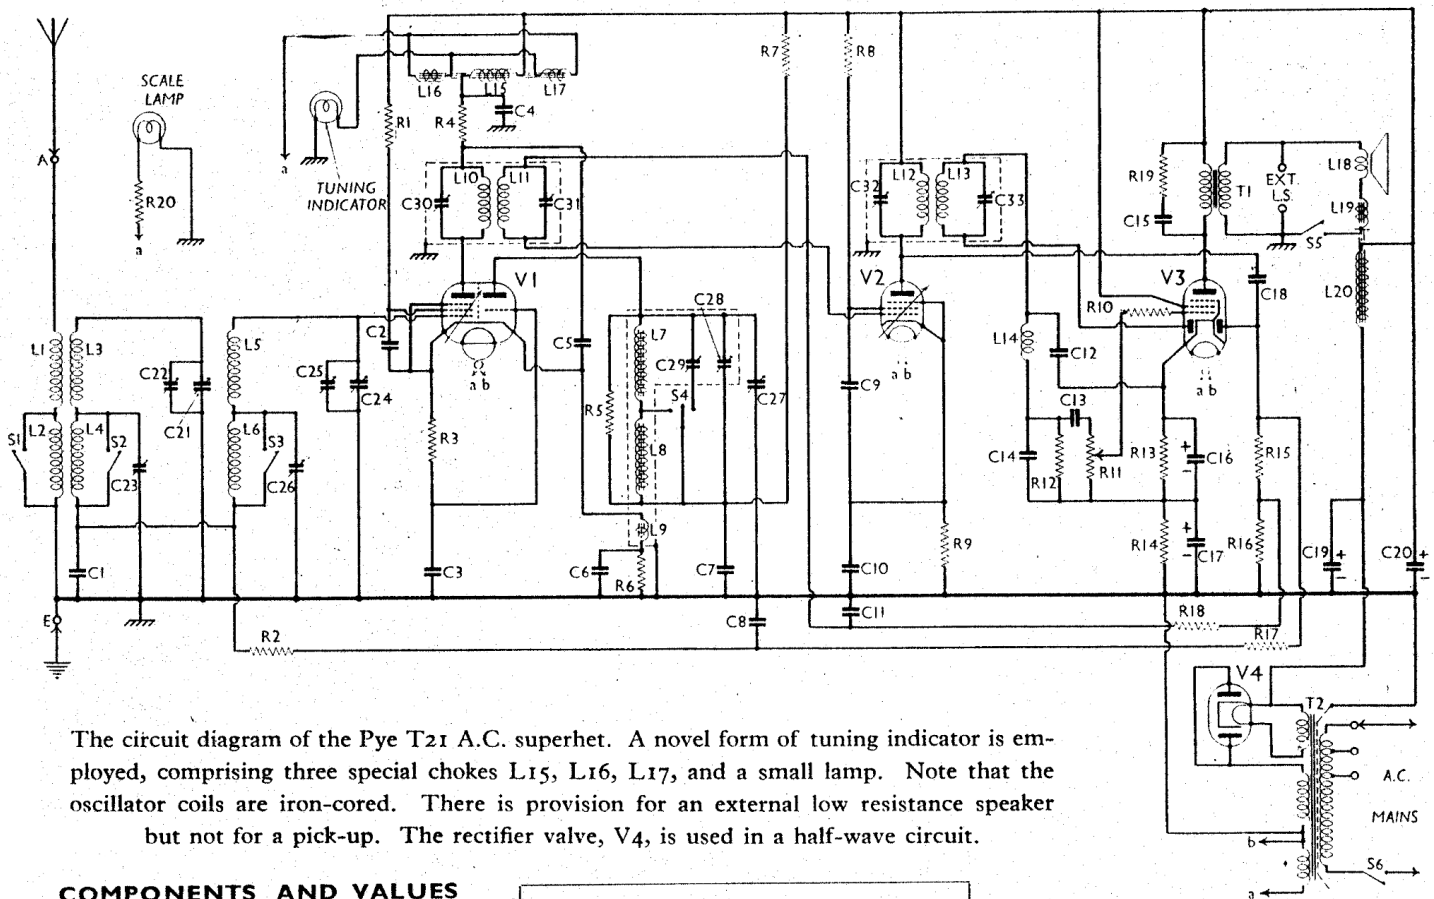 SCALE
LAMP
R20
a
A
TUNING
INDICATOR
a
L16
L15
L17
C4
R1
R4
R7
R8
L10
L11
C30
C31
L12
L13
C32
C33
R19
C15
T1
EXT.
L.S.
S5
L18
L19
L20
V1
V2
V3
C18
R10
a b
a b
a b
L1
L3
L2
L4
S1
S2
C22
C21
C23
C1
E
L5
L6
S3
C25
C24
C26
C2
R3
C3
C5
R5
L7
L8
L9
C28
C29
S4
C27
C6
R6
C7
C8
R2
C9
C10
C11
R9
L14
C12
C13
C14
R12
R11
R13
C16
R14
C17
R15
R16
R17
R18
C19
C20
+
–
+
–
+
–
+
–
V4
T2
A.C.
MAINS
S6
b
a
The circuit diagram of the Pye T21 A.C. superhet. A novel form of tuning indicator is em-
ployed, comprising three special chokes L15, L16, L17, and a small lamp. Note that the
oscillator coils are iron-cored. There is provision for an external low resistance speaker
but not for a pick-up. The rectifier valve, V4, is used in a half-wave circuit.
COMPONENTS AND VALUES